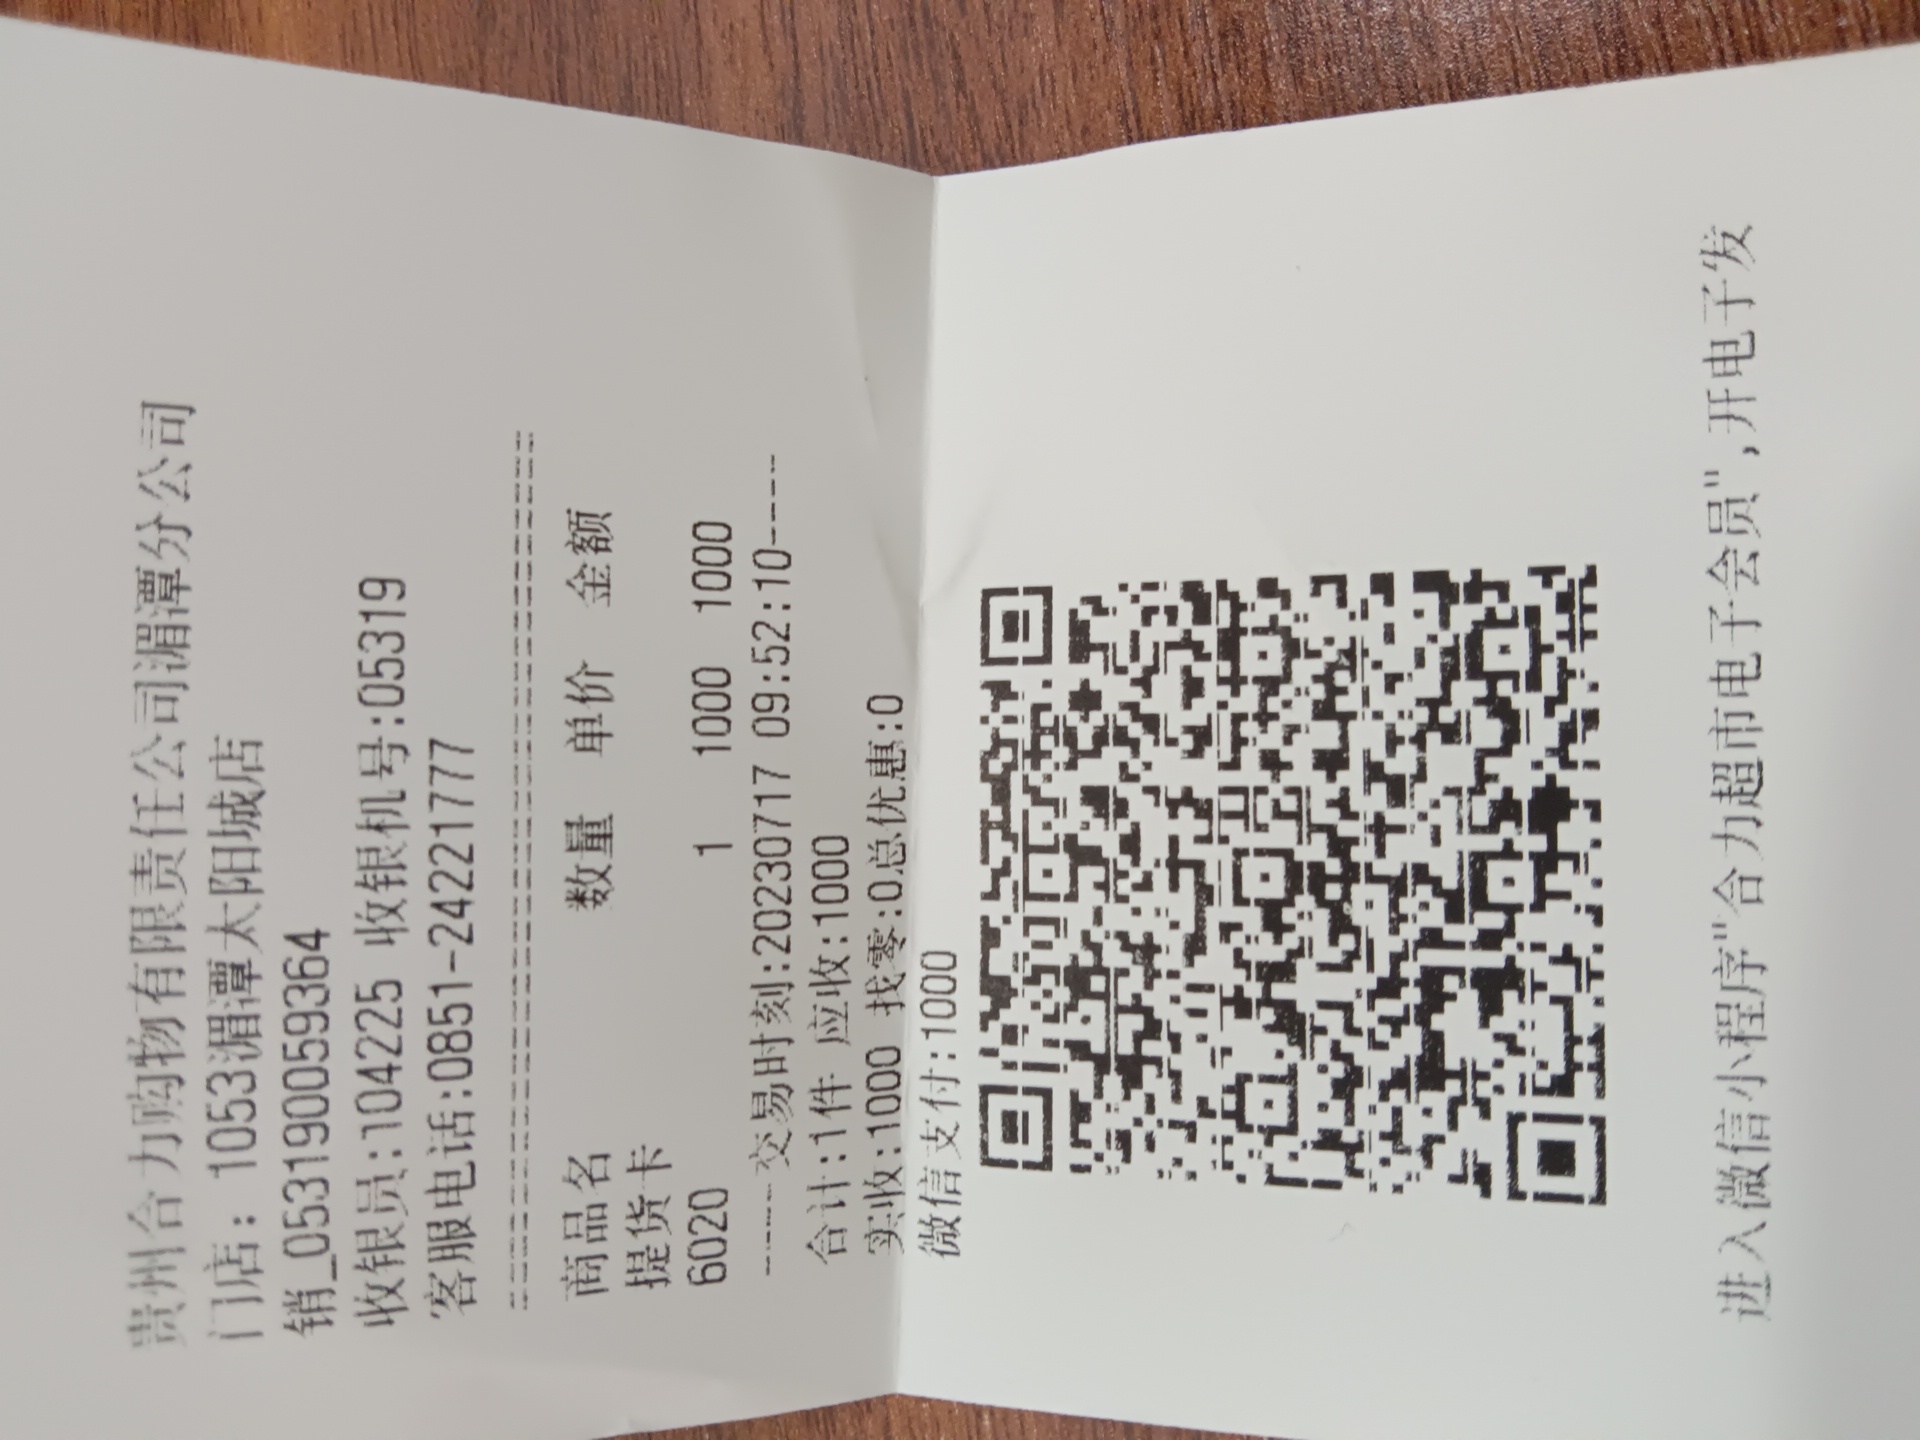 贵州合力购物有限责任公司湄潭分公司
门店: 1053湄潭太阳城店
销_0531900059364
收银员:104225 收银机号:05319
客服电话:0851-24221777
商品名 数量 单价 金额
提货卡
6020 1 1000 1000
-----交易时刻:20230717 09:52:10-----
合计:1件 应收:1000
实收:1000 找零:0总优惠:0
微信支付:1000
进入微信小程序"合力超市电子会员",开电子发